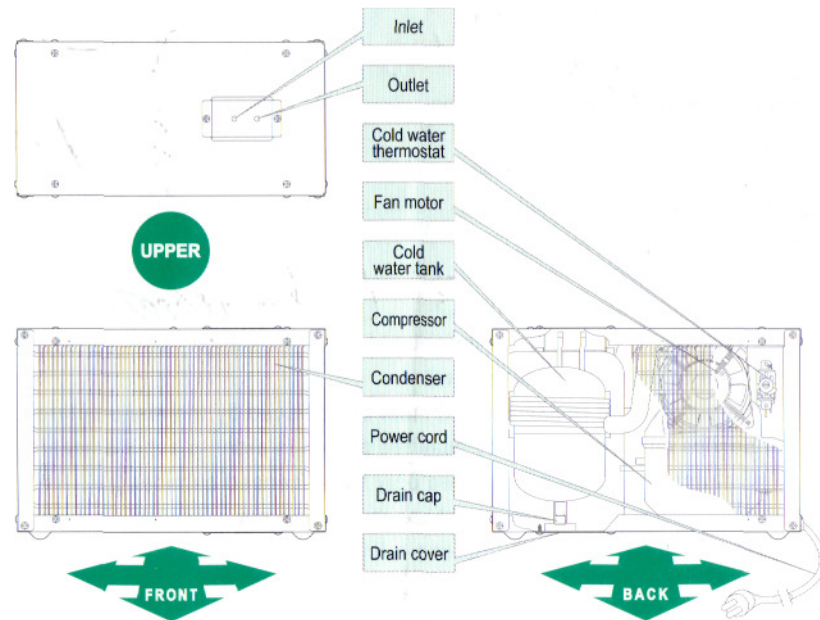 Inlet
Outlet
Cold water
thermostat
Fan motor
Cold
water tank
Compressor
Condenser
Power cord
Drain cap
Drain cover
UPPER
FRONT
BACK